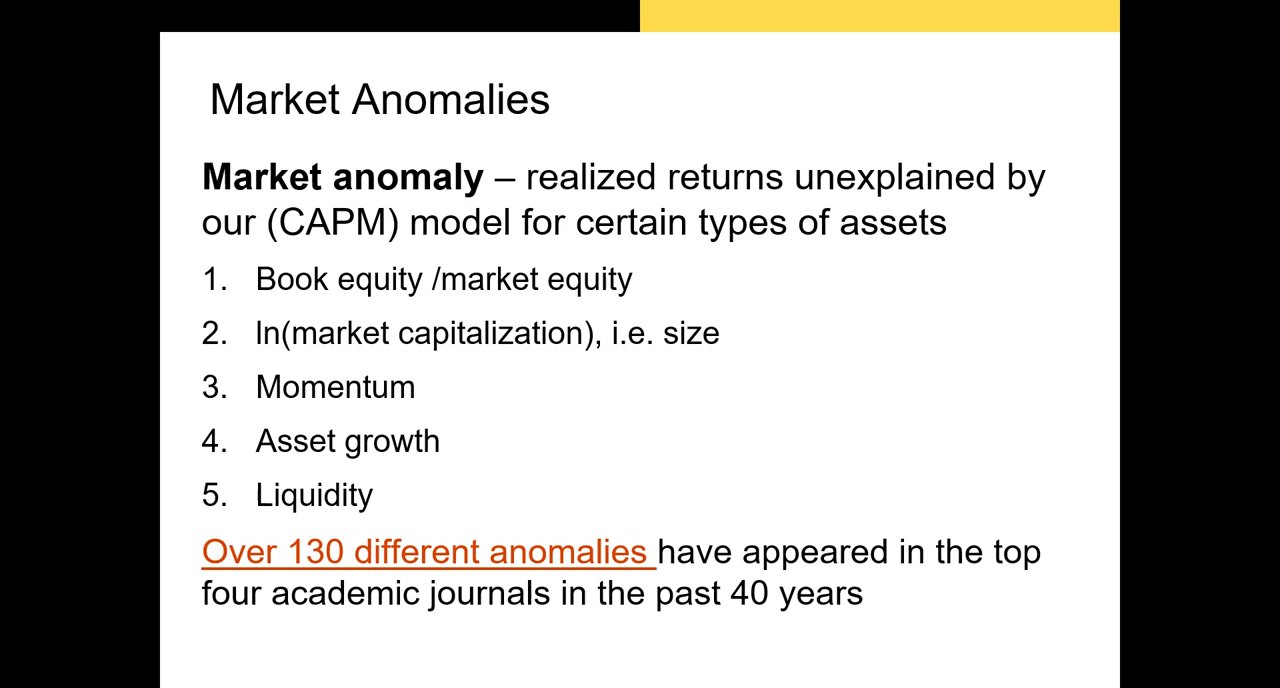 Market Anomalies
Market anomaly – realized returns unexplained by
our (CAPM) model for certain types of assets
1. Book equity /market equity
2. ln(market capitalization), i.e. size
3. Momentum
4. Asset growth
5. Liquidity
Over 130 different anomalies have appeared in the top
four academic journals in the past 40 years